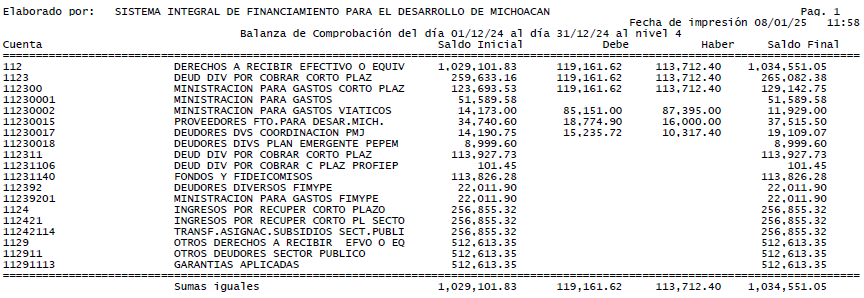 Elaborado por: SISTEMA INTEGRAL DE FINANCIAMIENTO PARA EL DESARROLLO DE MICHOACAN Pag. 1
Fecha de impresión 08/01/25 11:58
Balanza de Comprobación del día 01/12/24 al día 31/12/24 al nivel 4
Cuenta Saldo Inicial Debe Haber Saldo Final
112 DERECHOS A RECIBIR EFECTIVO O EQUIV 1,029,101.83 119,161.62 113,712.40 1,034,551.05
1123 DEUD DIV POR COBRAR CORTO PLAZ 259,633.16 119,161.62 113,712.40 265,082.38
112300 MINISTRACION PARA GASTOS CORTO PLAZ 123,693.53 119,161.62 113,712.40 129,142.75
11230001 MINISTRACION PARA GASTOS 51,589.58 51,589.58
11230002 MINISTRACION PARA GASTOS VIATICOS 14,173.00 85,151.00 87,395.00 11,929.00
11230015 PROVEEDORES FTO.PARA DESAR.MICH. 34,740.60 18,774.90 16,000.00 37,515.50
11230017 DEUDORES DVS COORDINACION PMJ 14,190.75 15,235.72 10,317.40 19,109.07
11230018 DEUDORES DIVS PLAN EMERGENTE PEPEM 8,999.60 8,999.60
112311 DEUD DIV POR COBRAR CORTO PLAZ 113,927.73 113,927.73
11231106 DEUD DIV POR COBRAR C PLAZ PROFIEP 101.45 101.45
11231140 FONDOS Y FIDEICOMISOS 113,826.28 113,826.28
112392 DEUDORES DIVERSOS FIMYPE 22,011.90 22,011.90
11239201 MINISTRACION PARA GASTOS FIMYPE 22,011.90 22,011.90
1124 INGRESOS POR RECUPER CORTO PLAZO 256,855.32 256,855.32
112421 INGRESOS POR RECUPER CORTO PL SECTO 256,855.32 256,855.32
11242114 TRANSF.ASIGNAC.SUBSIDIOS SECT.PUBLI 256,855.32 256,855.32
1129 OTROS DERECHOS A RECIBIR EFVO O EQ 512,613.35 512,613.35
112911 OTROS DEUDORES SECTOR PUBLICO 512,613.35 512,613.35
11291113 GARANTIAS APLICADAS 512,613.35 512,613.35
Sumas iguales 1,029,101.83 119,161.62 113,712.40 1,034,551.05